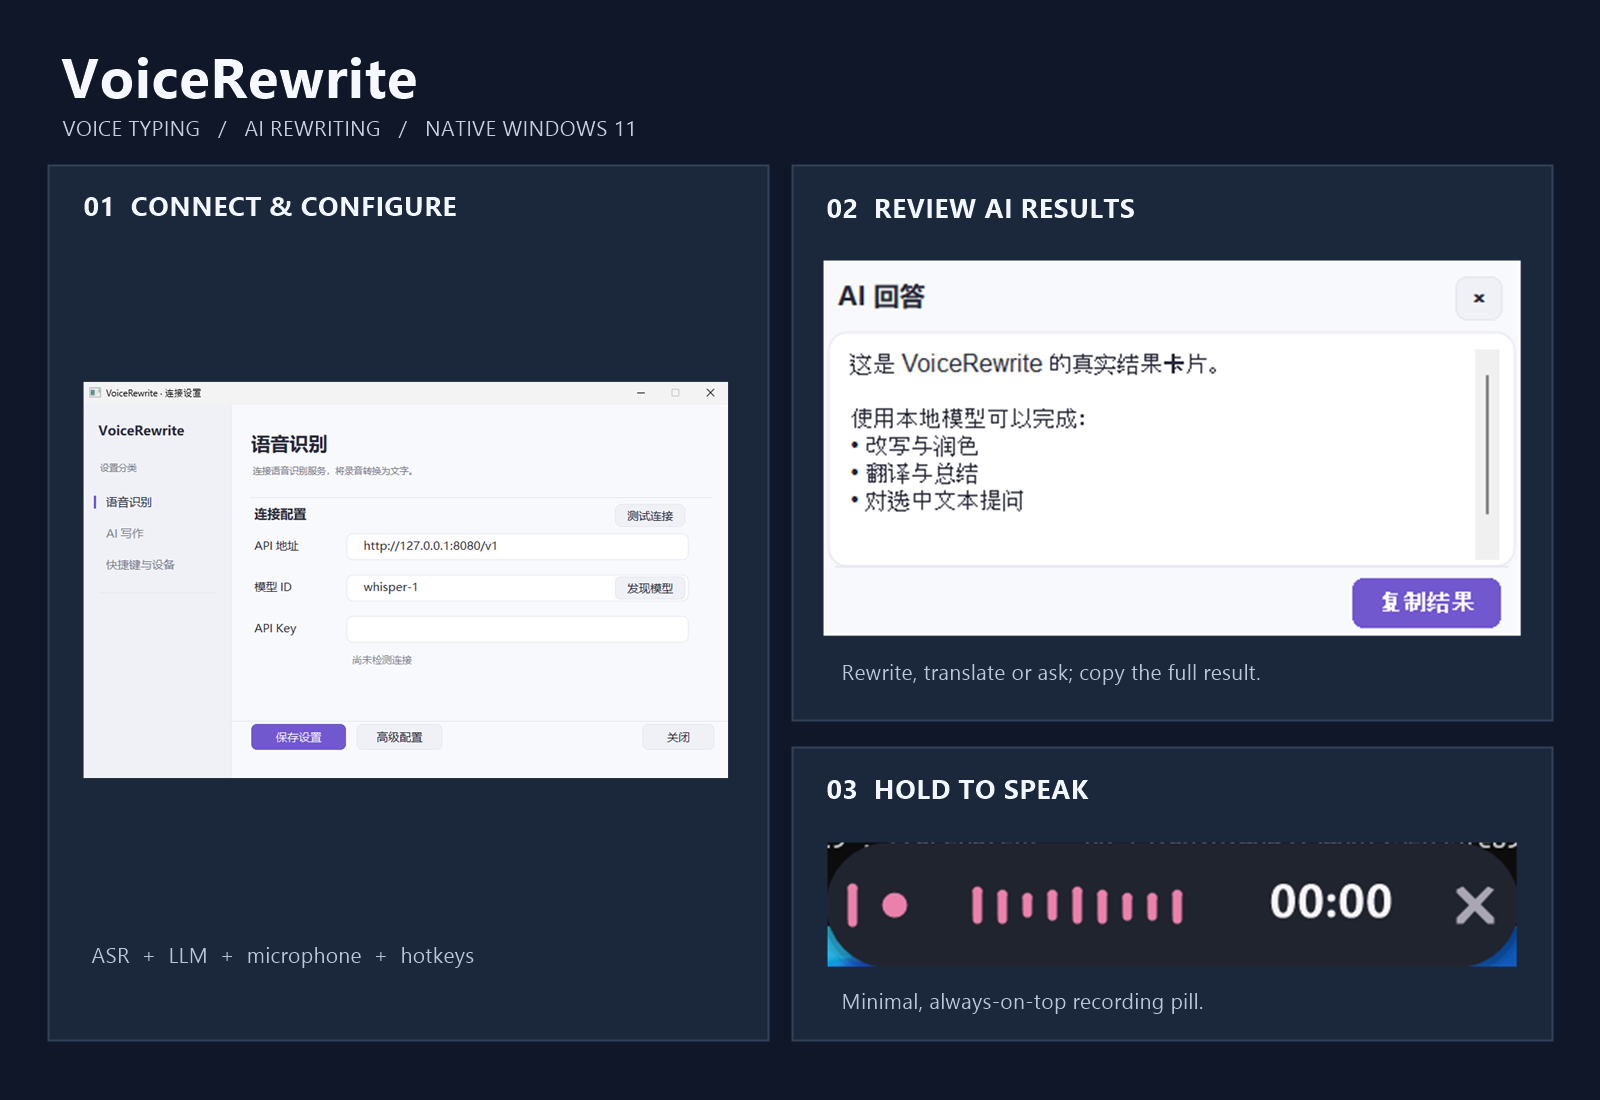 VoiceRewrite
VOICE TYPING / AI REWRITING / NATIVE WINDOWS 11
01 CONNECT & CONFIGURE
VoiceRewrite - 连接设置
VoiceRewrite
设置分类
语音识别
AI 写作
快捷键与设备
语音识别
连接语音识别服务，将录音转换为文字。
连接配置
测试连接
API 地址
http://127.0.0.1:8080/v1
模型 ID
whisper-1
发现模型
API Key
尚未检测连接
保存设置
高级配置
关闭
ASR + LLM + microphone + hotkeys
02 REVIEW AI RESULTS
AI 回答
×
这是 VoiceRewrite 的真实结果卡片。
使用本地模型可以完成：
• 改写与润色
• 翻译与总结
• 对选中文本提问
复制结果
Rewrite, translate or ask; copy the full result.
03 HOLD TO SPEAK
00:00
Minimal, always-on-top recording pill.